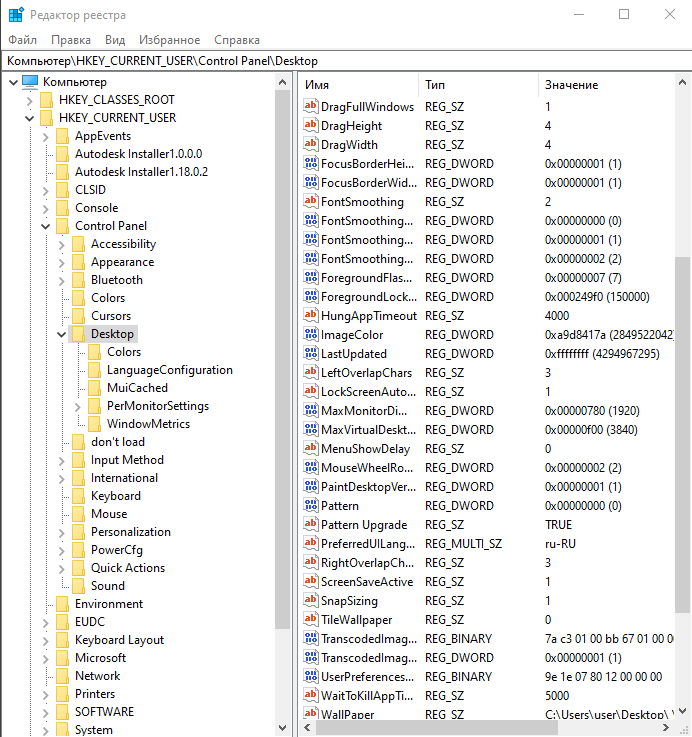 Редактор реестра
Файл Правка Вид Избранное Справка
Компьютер\HKEY_CURRENT_USER\Control Panel\Desktop
Компьютер
HKEY_CLASSES_ROOT
HKEY_CURRENT_USER
AppEvents
Autodesk Installer1.0.0.0
Autodesk Installer1.18.0.2
CLSID
Console
Control Panel
Accessibility
Appearance
Bluetooth
Colors
Cursors
Desktop
Colors
LanguageConfiguration
MuiCached
PerMonitorSettings
WindowMetrics
don't load
Input Method
International
Keyboard
Mouse
Personalization
PowerCfg
Quick Actions
Sound
Environment
EUDC
Keyboard Layout
Microsoft
Network
Printers
SOFTWARE
System
Имя Тип Значение
DragFullWindows REG_SZ 1
DragHeight REG_SZ 4
DragWidth REG_SZ 4
FocusBorderHei... REG_DWORD 0x00000001 (1)
FocusBorderWid... REG_DWORD 0x00000001 (1)
FontSmoothing REG_SZ 2
FontSmoothing... REG_DWORD 0x00000000 (0)
FontSmoothing... REG_DWORD 0x00000001 (1)
FontSmoothing... REG_DWORD 0x00000002 (2)
ForegroundFlas... REG_DWORD 0x00000007 (7)
ForegroundLock... REG_DWORD 0x000249f0 (150000)
HungAppTimeout REG_SZ 4000
ImageColor REG_DWORD 0xa9d8417a (2849522042)
LastUpdated REG_DWORD 0xffffffff (4294967295)
LeftOverlapChars REG_SZ 3
LockScreenAuto... REG_SZ 1
MaxMonitorDi... REG_DWORD 0x00000780 (1920)
MaxVirtualDeskt... REG_DWORD 0x00000f00 (3840)
MenuShowDelay REG_SZ 0
MouseWheelRo... REG_DWORD 0x00000002 (2)
PaintDesktopVer... REG_DWORD 0x00000001 (1)
Pattern REG_DWORD 0x00000000 (0)
Pattern Upgrade REG_SZ TRUE
PreferredUILang... REG_MULTI_SZ ru-RU
RightOverlapCh... REG_SZ 3
ScreenSaveActive REG_SZ 1
SnapSizing REG_SZ 1
TileWallpaper REG_SZ 0
TranscodedImag... REG_BINARY 7a c3 01 00 bb 67 01 00 00
TranscodedImag... REG_DWORD 0x00000001 (1)
UserPreferences... REG_BINARY 9e 1e 07 80 12 00 00 00
WaitToKillAppTi... REG_SZ 5000
WallPaper REG_SZ C:\Users\user\Desktop\